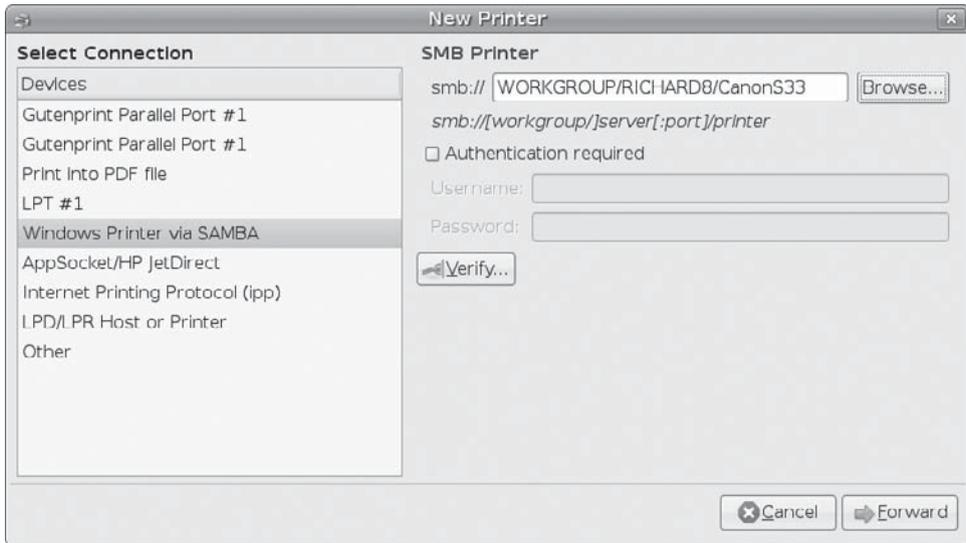 New Printer
Select Connection
Devices
Gutenprint Parallel Port #1
Gutenprint Parallel Port #1
Print into PDF file
LPT #1
Windows Printer via SAMBA
AppSocket/HP JetDirect
Internet Printing Protocol (ipp)
LPD/LPR Host or Printer
Other
SMB Printer
smb:// WORKGROUP/RICHARD8/CanonS33 Browse...
smb://[workgroup/]server[:port]/printer
Authentication required
Username:
Password:
Verify...
Cancel Forward